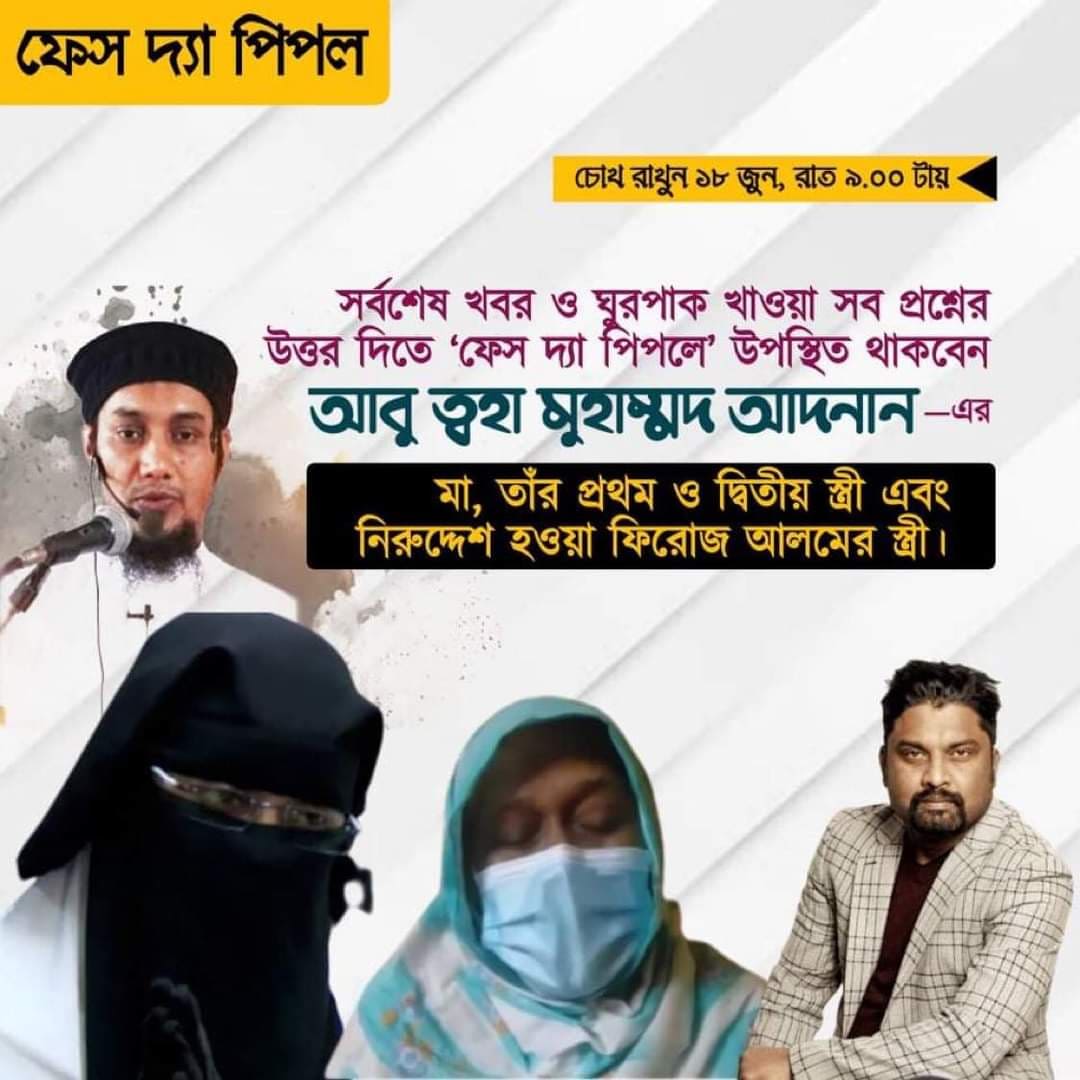 ফেস দ্যা পিপল
চোখ রাখুন ১৮ জুন, রাত ৯.০০ টায়
সর্বশেষ খবর ও ঘুরপাক খাওয়া সব প্রশ্নের
উত্তর দিতে ‘ফেস দ্যা পিপলে’ উপস্থিত থাকবেন
আবু ত্বহা মুহাম্মাদ আদনান –এর
মা, তাঁর প্রথম ও দ্বিতীয় স্ত্রী এবং
নিরুদ্দেশ হওয়া ফিরোজ আলমের স্ত্রী।